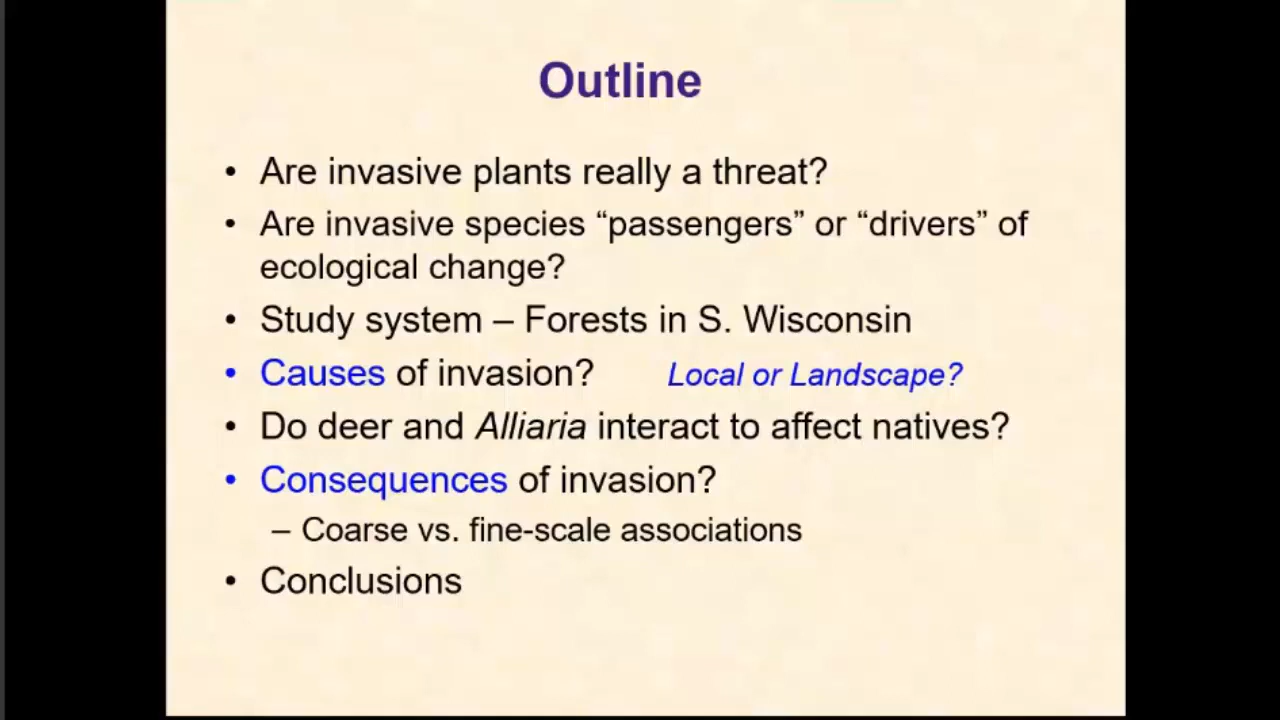 Outline
• Are invasive plants really a threat?
• Are invasive species “passengers” or “drivers” of
ecological change?
• Study system – Forests in S. Wisconsin
• Causes of invasion? Local or Landscape?
• Do deer and Alliaria interact to affect natives?
• Consequences of invasion?
– Coarse vs. fine-scale associations
• Conclusions